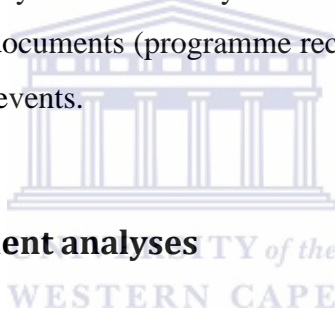 documents (programme rec
events.
ent analyses
UNIVERSITY of the
WESTERN CAPE